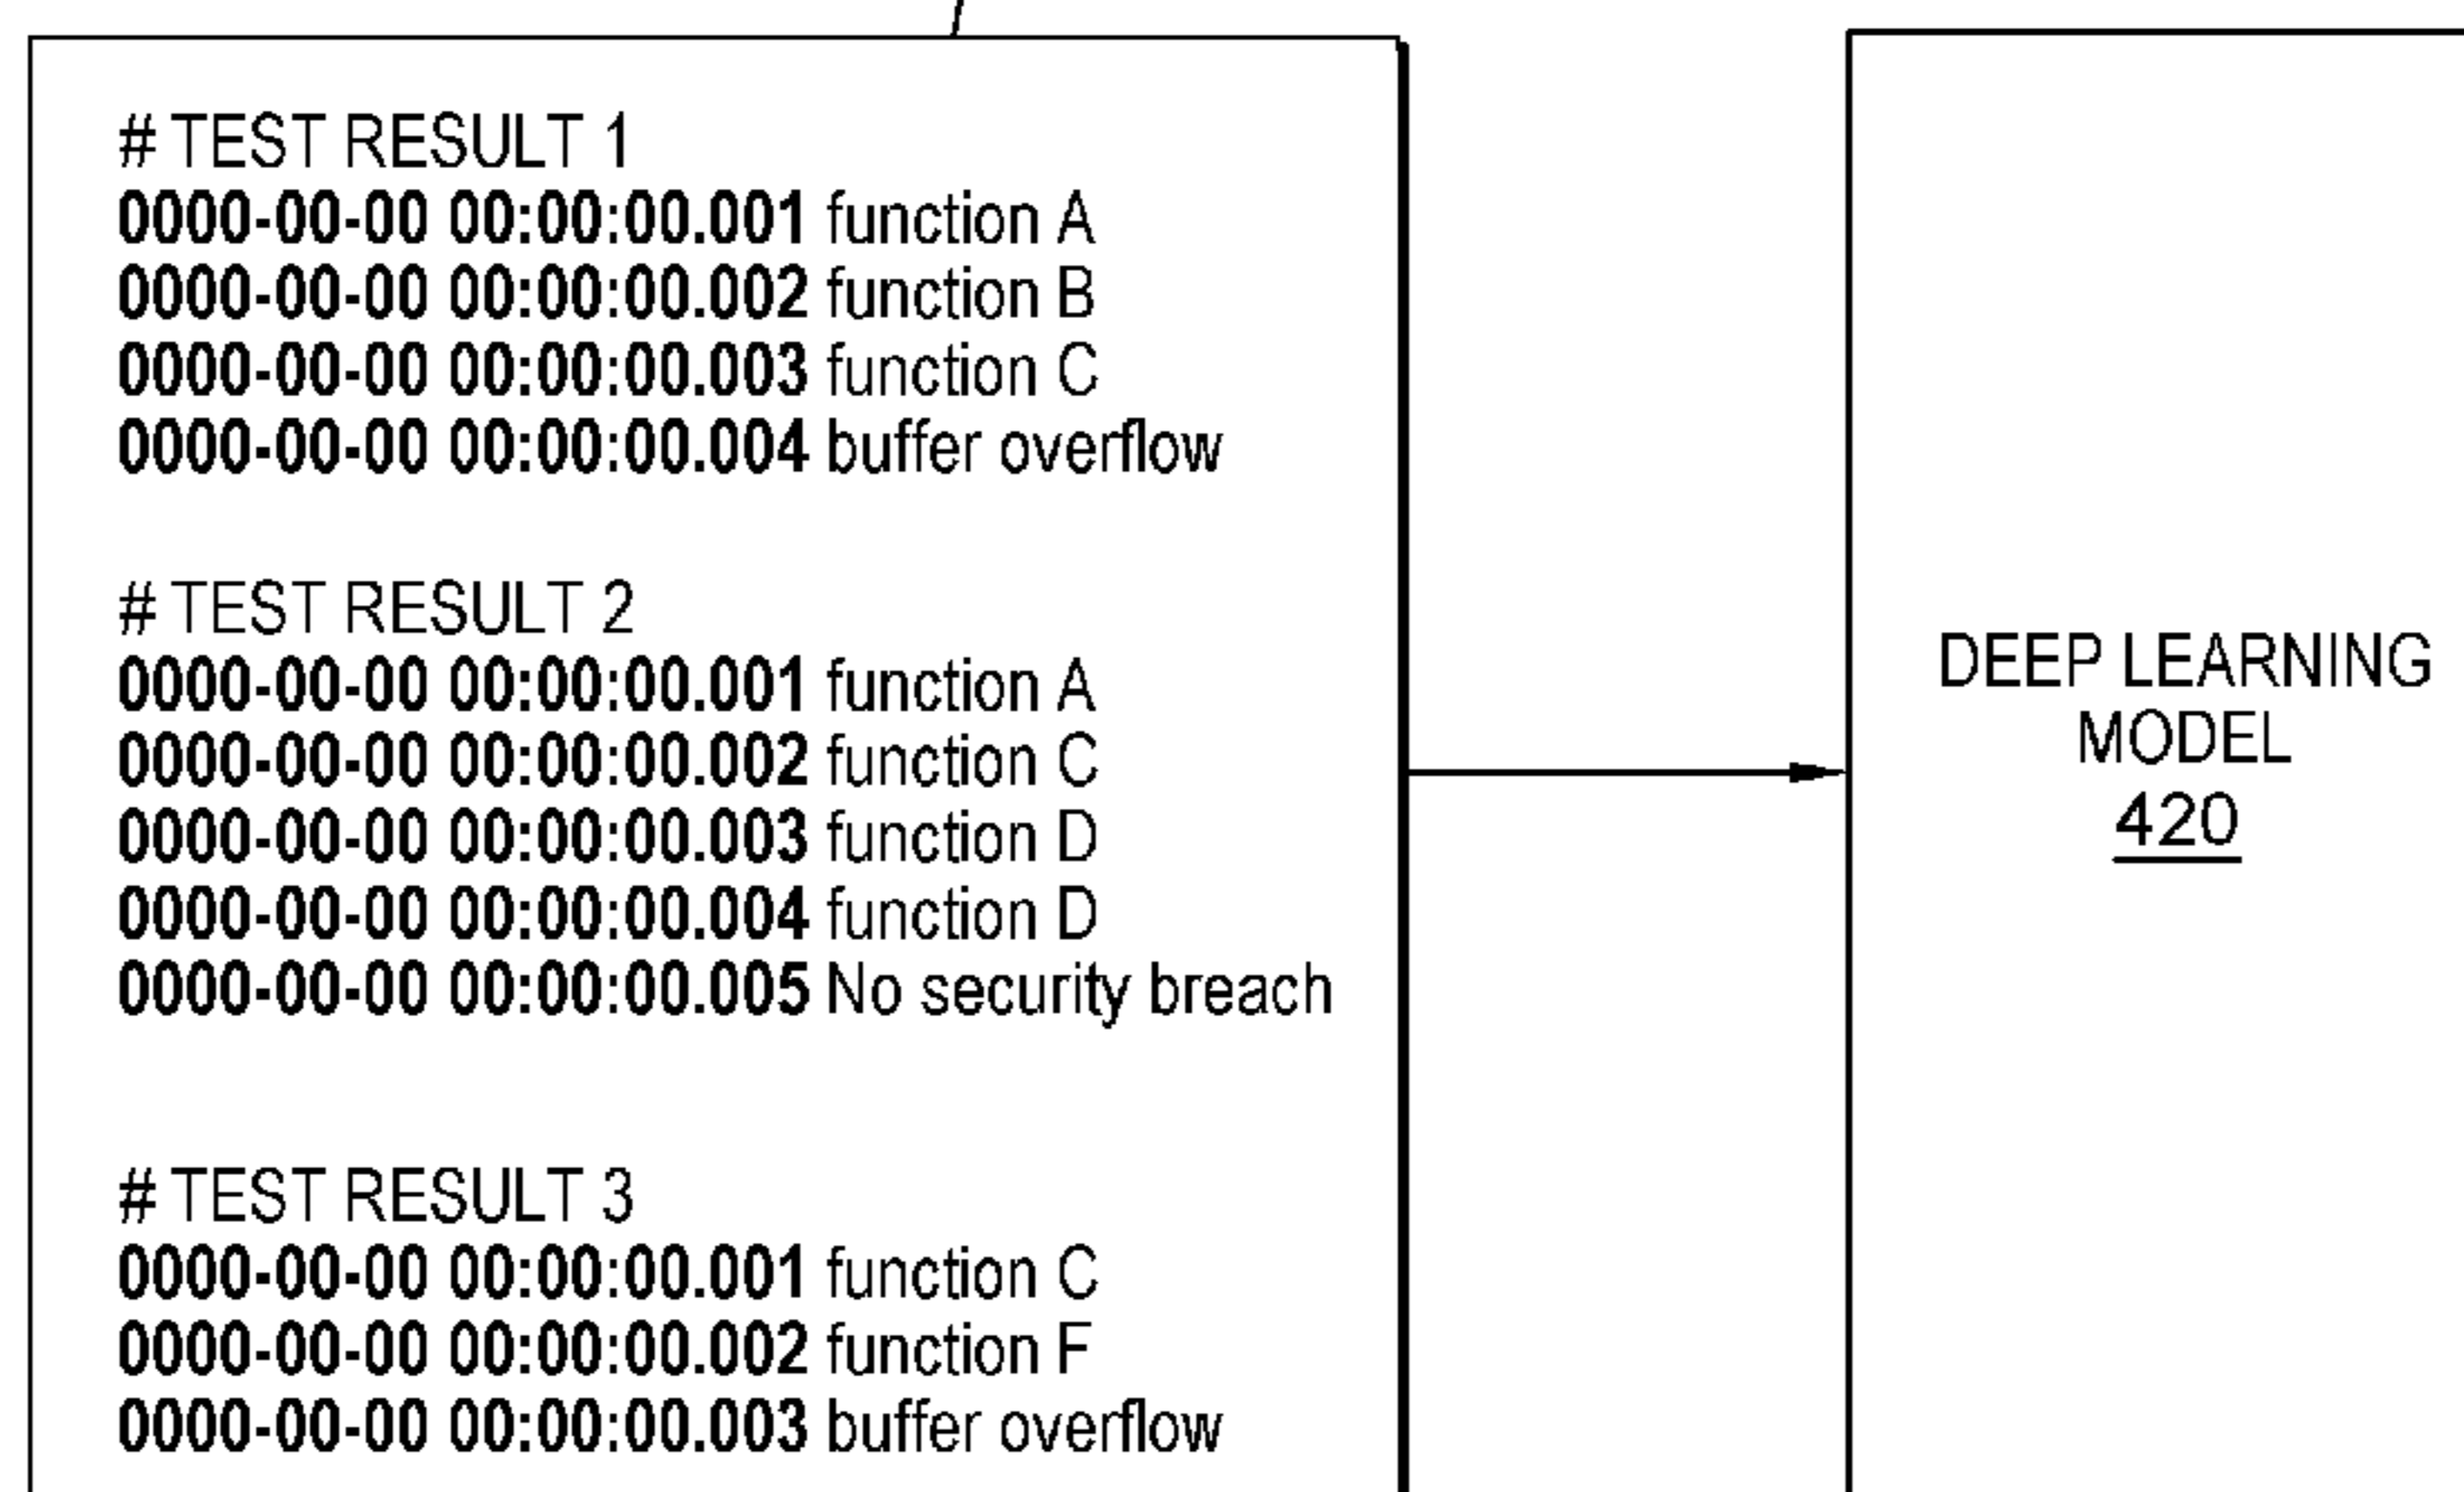 # TEST RESULT 1
0000-00-00 00:00:00.001 function A
0000-00-00 00:00:00.002 function B
0000-00-00 00:00:00.003 function C
0000-00-00 00:00:00.004 buffer overflow
# TEST RESULT 2
0000-00-00 00:00:00.001 function A
0000-00-00 00:00:00.002 function C
0000-00-00 00:00:00.003 function D
0000-00-00 00:00:00.004 function D
0000-00-00 00:00:00.005 No security breach
# TEST RESULT 3
0000-00-00 00:00:00.001 function C
0000-00-00 00:00:00.002 function F
0000-00-00 00:00:00.003 buffer overflow
DEEP LEARNING
MODEL
420